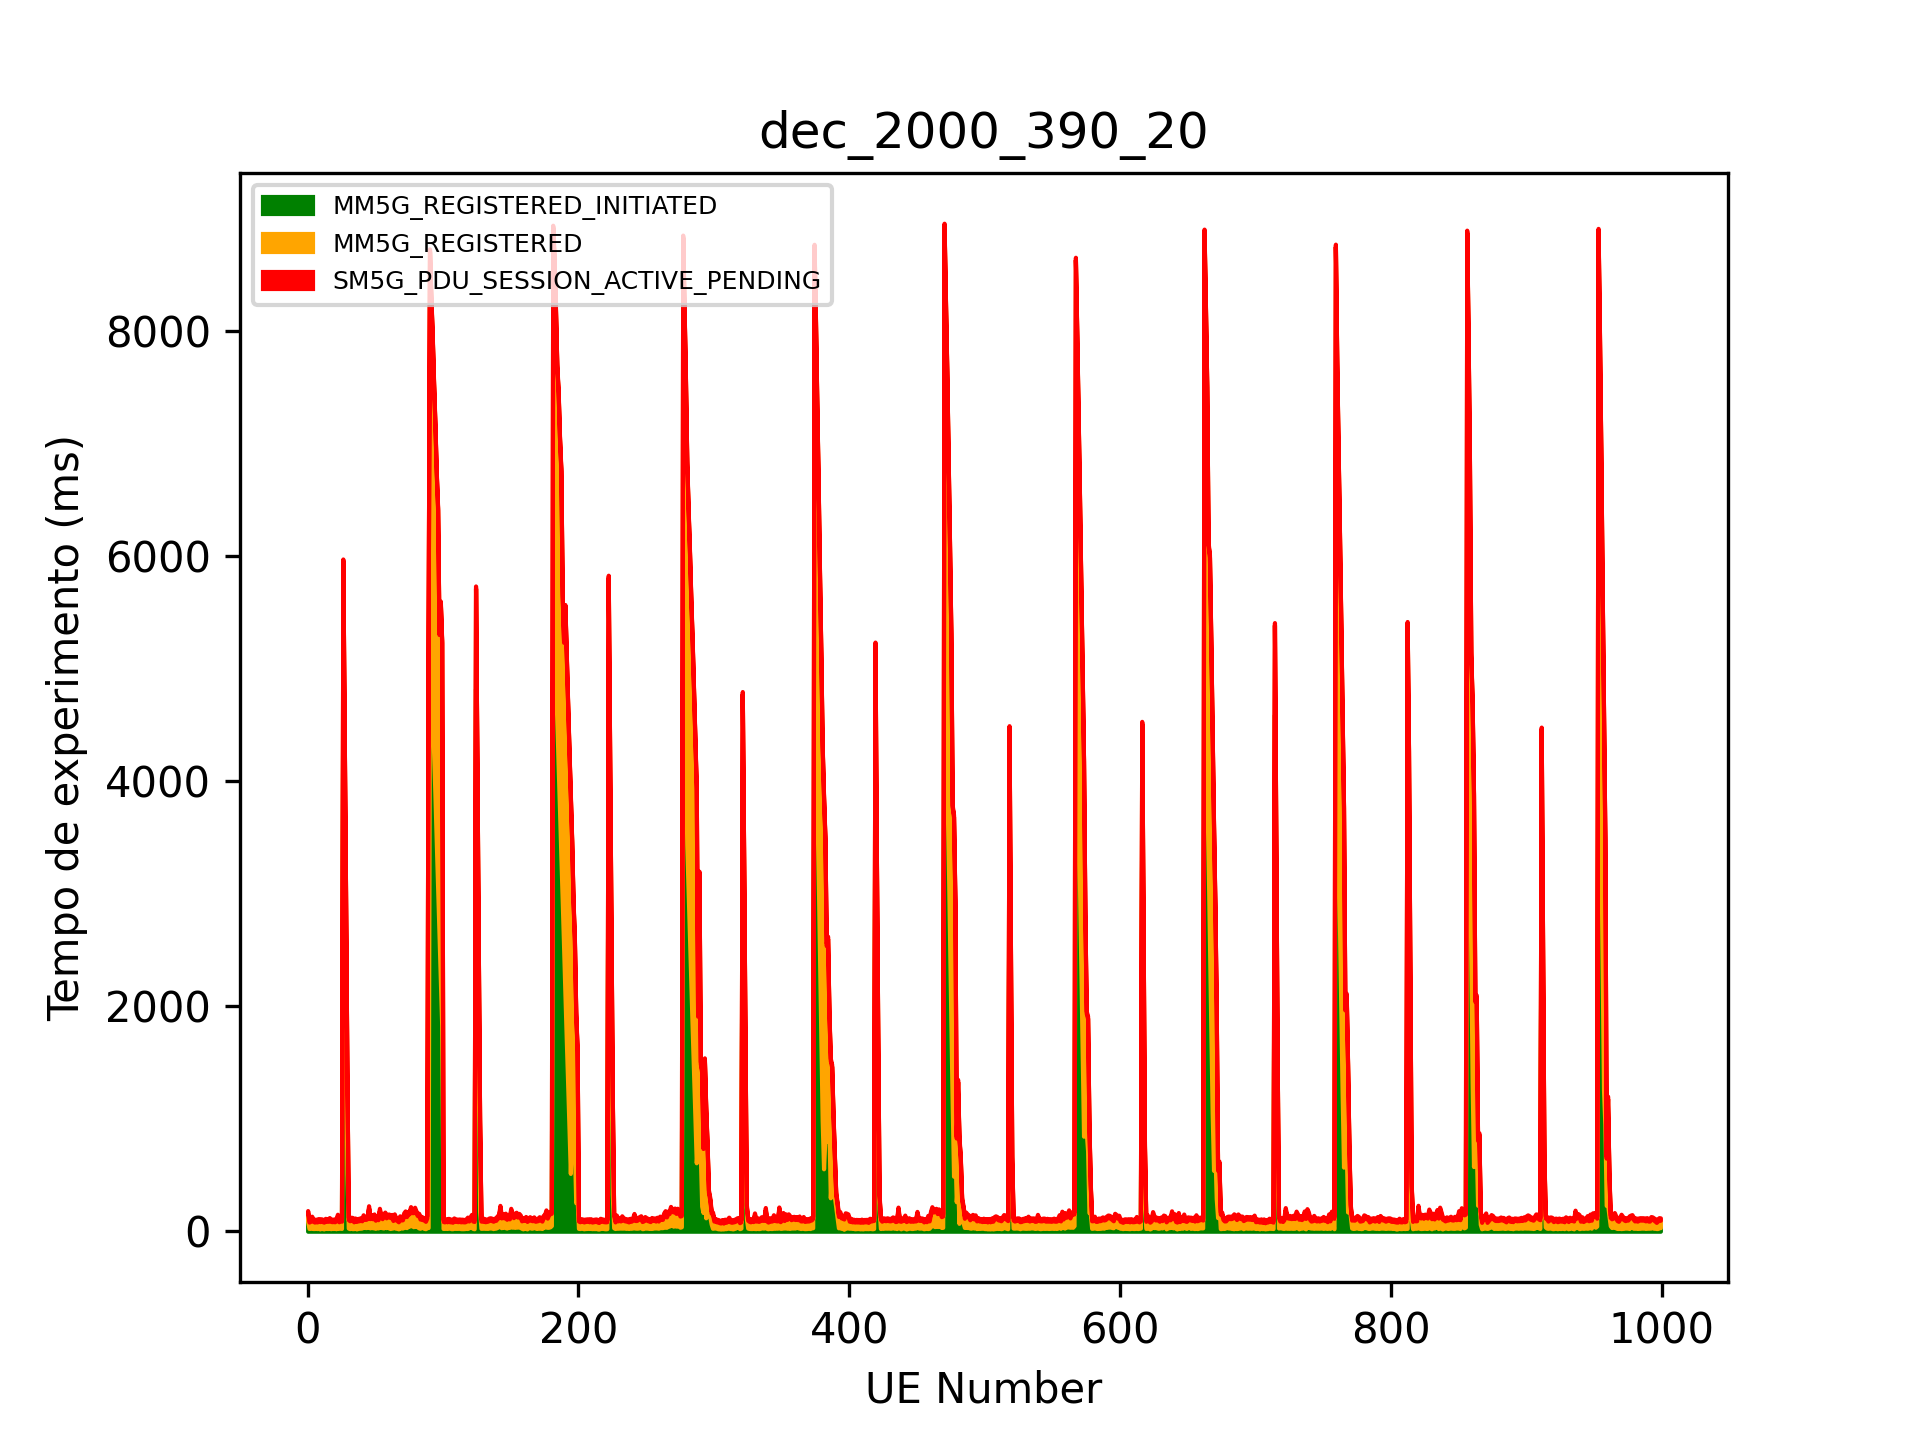 dec_2000_390_20
MM5G_REGISTERED_INITIATED
MM5G_REGISTERED
SM5G_PDU_SESSION_ACTIVE_PENDING
Tempo de experimento (ms)
8000
6000
4000
2000
0
0 200 400 600 800 1000
UE Number